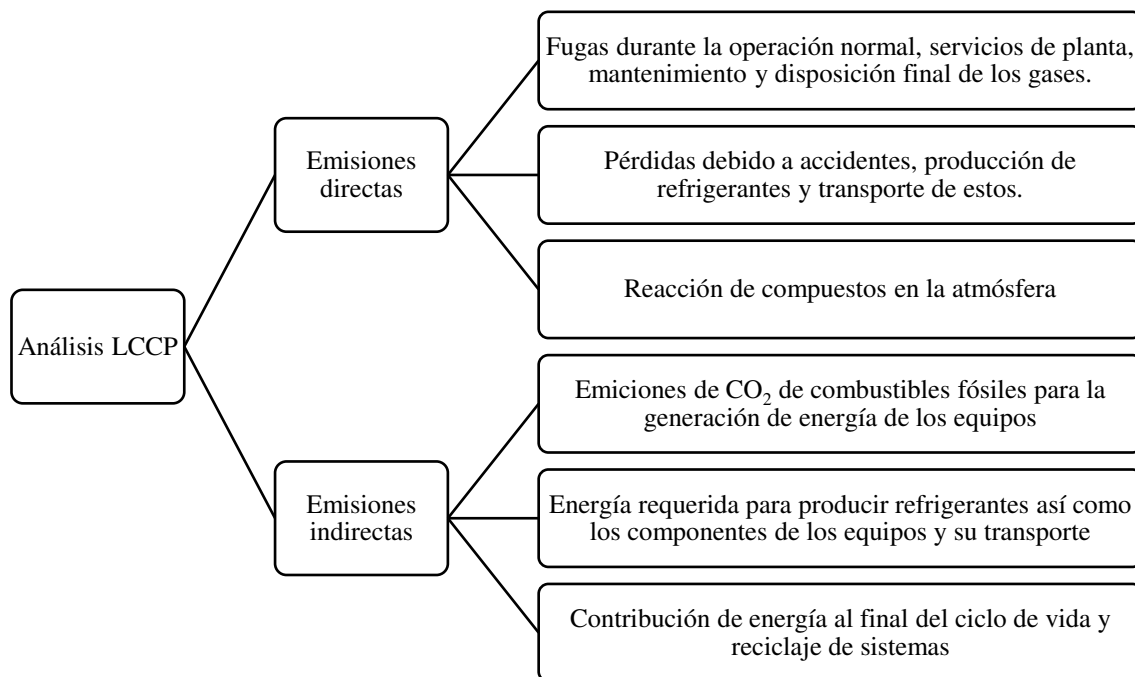 Fugas durante la operación normal, servicios de planta,
mantenimiento y disposición final de los gases.
Emisiones
directas
Pérdidas debido a accidentes, producción de
refrigerantes y transporte de estos.
Reacción de compuestos en la atmósfera
Análisis LCCP
Emiciones de CO₂ de combustibles fósiles para la
generación de energía de los equipos
Emisiones
indirectas
Energía requerida para producir refrigerantes así como
los componentes de los equipos y su transporte
Contribución de energía al final del ciclo de vida y
reciclaje de sistemas